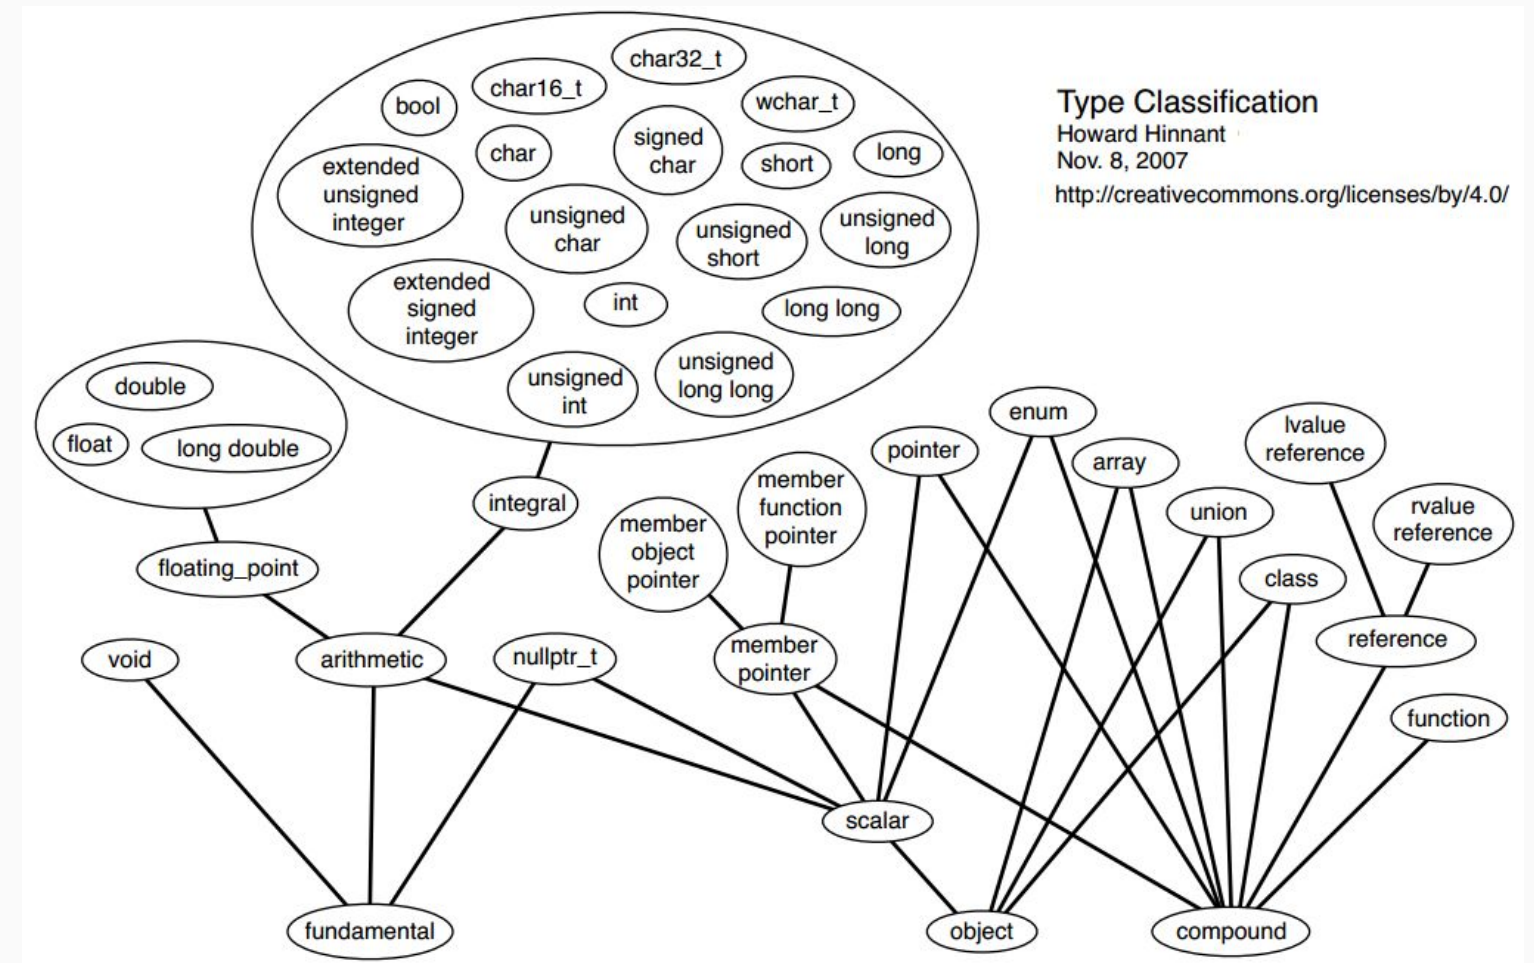 char32_t
char16_t
bool
wchar_t
signed
char
char
short
long
extended
unsigned
integer
unsigned
char
unsigned
short
unsigned
long
extended
signed
integer
int
long long
unsigned
int
unsigned
long long
Type Classification
Howard Hinnant
Nov. 8, 2007
http://creativecommons.org/licenses/by/4.0/
double
float
long double
enum
pointer
array
lvalue
reference
member
function
pointer
integral
member
object
pointer
union
rvalue
reference
floating_point
class
void
arithmetic
nullptr_t
member
pointer
reference
function
scalar
fundamental
object
compound